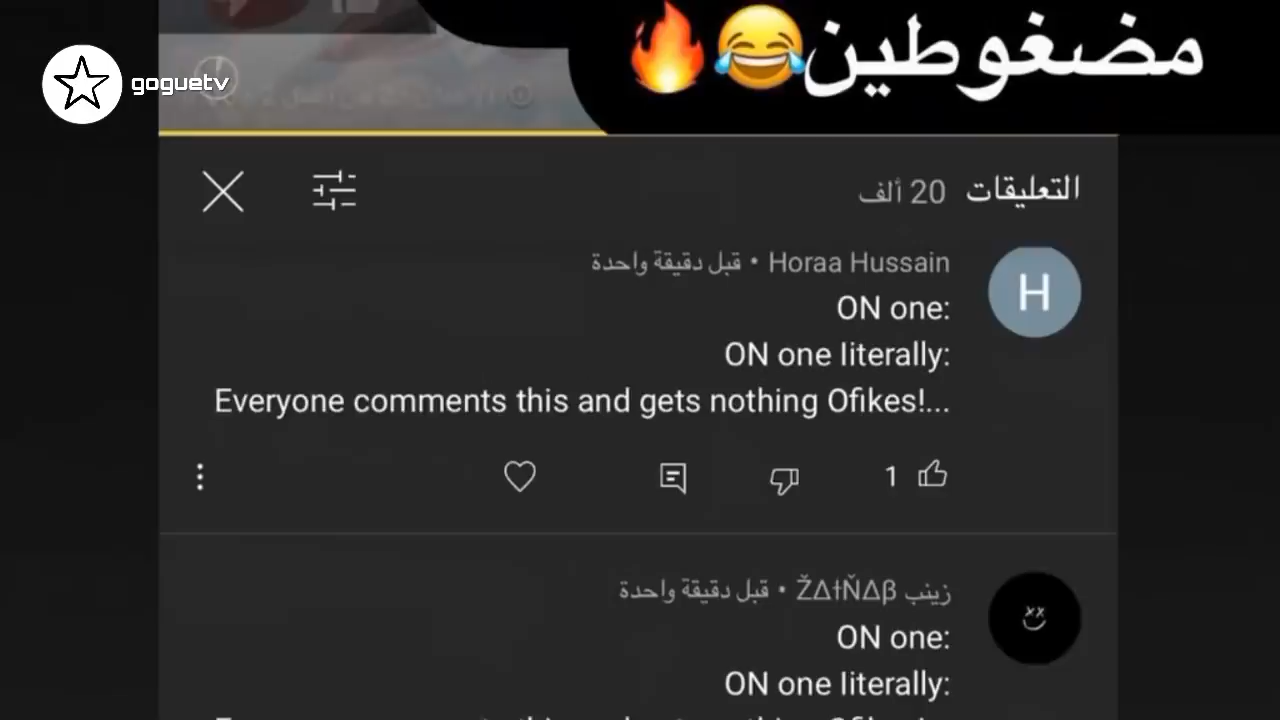 goguetv
مضغوطين😂🔥
التعليقات 20 ألف
Horaa Hussain • قبل دقيقة واحدة
H
ON one:
ON one literally:
Everyone comments this and gets nothing Ofikes!...
1
زينب ŽΔƚŇΔβ • قبل دقيقة واحدة
ON one:
ON one literally: